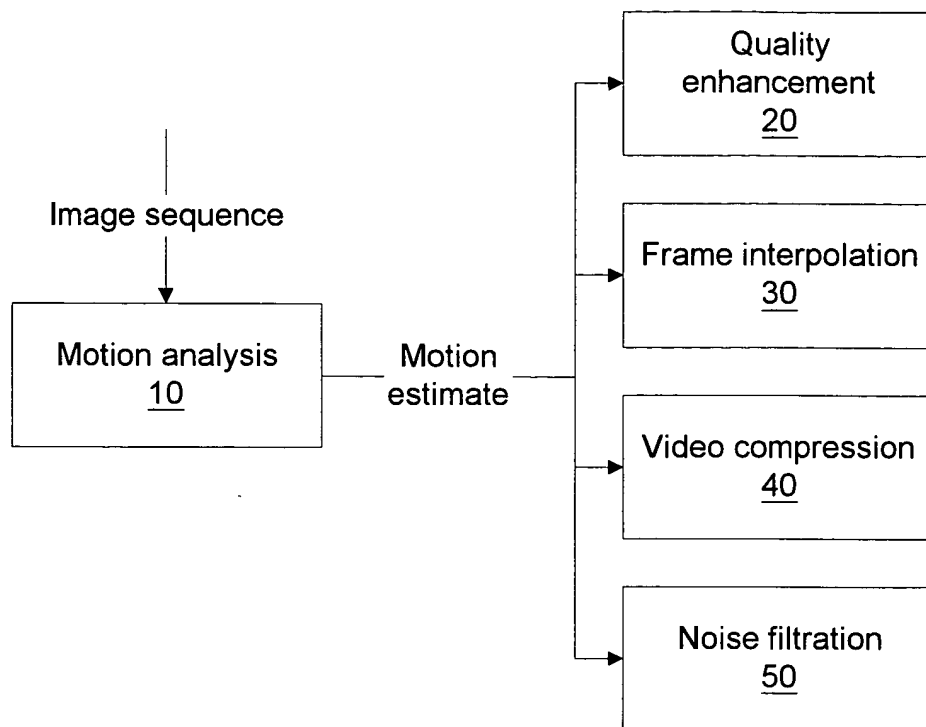 Image sequence
Motion analysis
10
Motion
estimate
Quality
enhancement
20
Frame interpolation
30
Video compression
40
Noise filtration
50